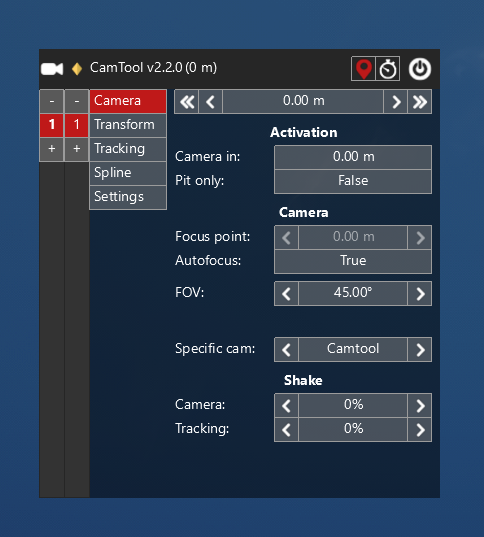 CamTool v2.2.0 (0 m)
- - Camera 0.00 m
1 1 Transform Activation
+ + Tracking Camera in: 0.00 m
Spline Pit only: False
Settings
Camera
Focus point: 0.00 m
Autofocus: True
FOV: 45.00°
Specific cam: Camtool
Shake
Camera: 0%
Tracking: 0%